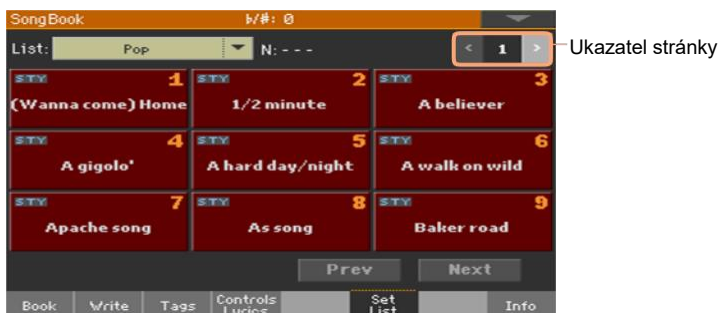 SongBook ♭/#: 0
List: Pop N: - - - < 1 > Ukazatel stránky
STY 1 STY 2 STY 3
(Wanna come) Home 1/2 minute A believer
STY 4 STY 5 STY 6
A gigolo' A hard day/night A walk on wild
STY 7 STY 8 STY 9
Apache song As song Baker road
Prev Next
Book Write Tags Controls Lyrics Set List Info